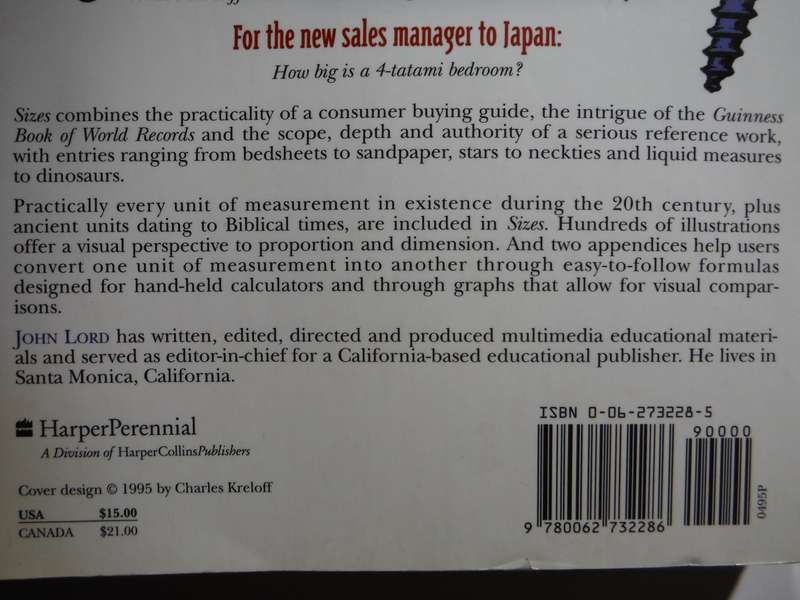 For the new sales manager to Japan:
How big is a 4-tatami bedroom?
Sizes combines the practicality of a consumer buying guide, the intrigue of the Guinness
Book of World Records and the scope, depth and authority of a serious reference work,
with entries ranging from bedsheets to sandpaper, stars to neckties and liquid measures
to dinosaurs.
Practically every unit of measurement in existence during the 20th century, plus
ancient units dating to Biblical times, are included in Sizes. Hundreds of illustrations
offer a visual perspective to proportion and dimension. And two appendices help users
convert one unit of measurement into another through easy-to-follow formulas
designed for hand-held calculators and through graphs that allow for visual compar-
isons.
JOHN LORD has written, edited, directed and produced multimedia educational materi-
als and served as editor-in-chief for a California-based educational publisher. He lives in
Santa Monica, California.
HarperPerennial
A Division of HarperCollinsPublishers
Cover design © 1995 by Charles Kreloff
USA $15.00
CANADA $21.00
ISBN 0-06-273228-5
90000
9 780062 732286
0495P